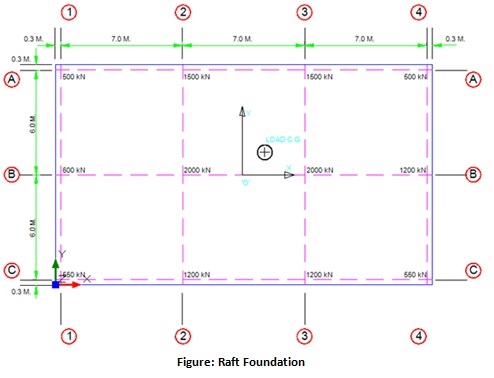 1 2 3 4
0.3 M. 7.0 M. 7.0 M. 7.0 M. 0.3 M.
0.3 M.
A 500 kN 1500 kN 1500 kN 600 kN A
6.0 M.
Y
LOAD C.G
B 600 kN 2000 kN X 2000 kN 1200 kN B
'O'
6.0 M.
Y
C 550 kN 1200 kN 1200 kN 550 kN C
X
0.3 M.
1 2 3 4
Figure: Raft Foundation